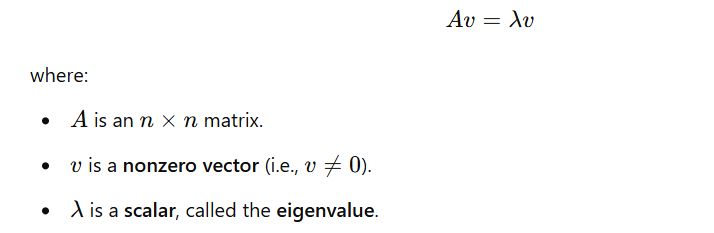 Av = λv
where:
• A is an n × n matrix.
• v is a nonzero vector (i.e., v ≠ 0).
• λ is a scalar, called the eigenvalue.